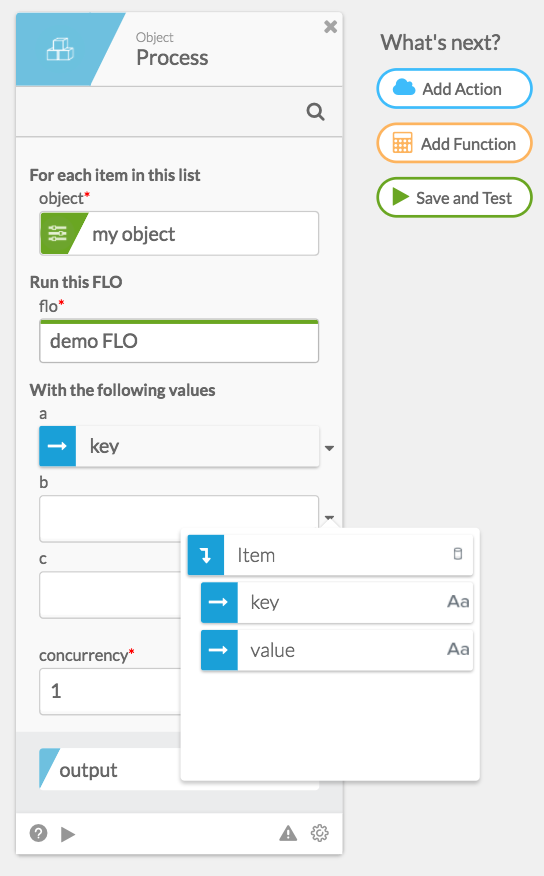 Object
Process
What's next?
Add Action
Add Function
Save and Test
For each item in this list
object*
my object
Run this FLO
flo*
demo FLO
With the following values
a
key
b
Item
key
Aa
value
Aa
c
concurrency*
1
output